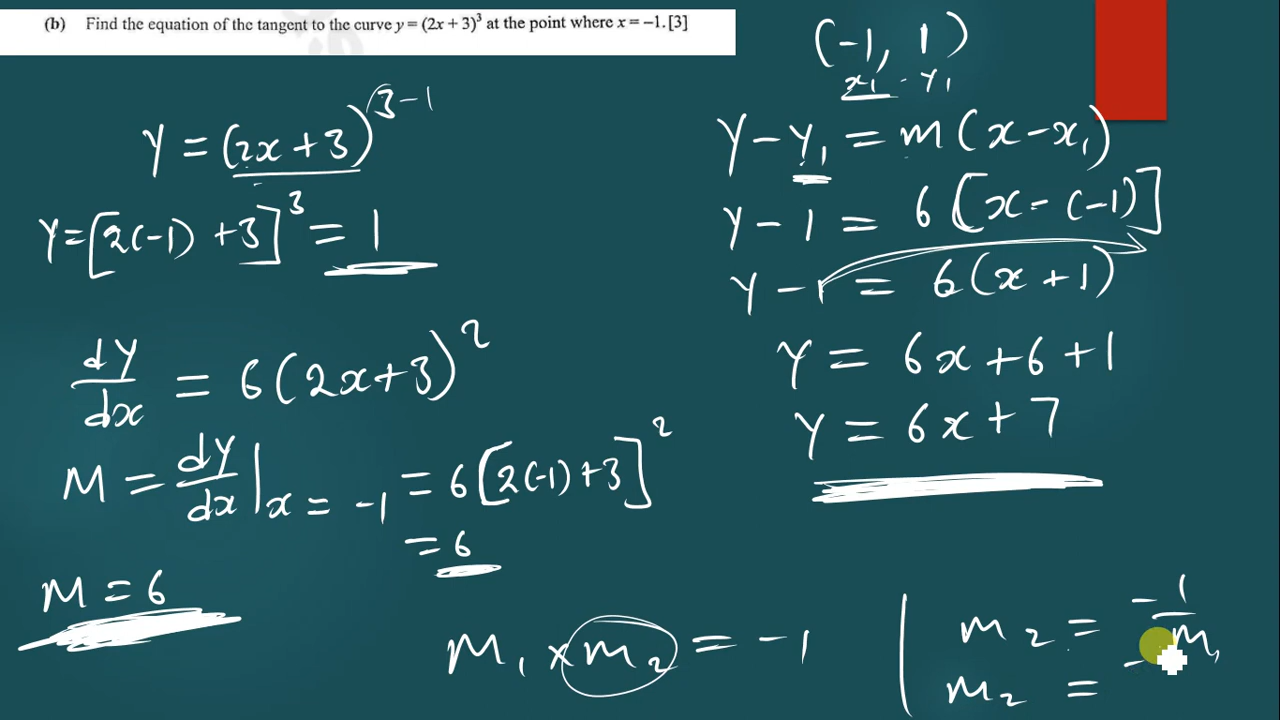 (b) Find the equation of the tangent to the curve y = (2x + 3)³ at the point where x = −1. [3]
y = (2x + 3)^(3 − 1)
y = [2(−1) + 3]³ = 1
dy/dx = 6(2x + 3)²
M = dy/dx | x = −1 = 6[2(−1) + 3]²
= 6
M = 6
(−1, 1)
x₁ y₁
y − y₁ = m(x − x₁)
y − 1 = 6[x − (−1)]
y − 1 = 6(x + 1)
y = 6x + 6 + 1
y = 6x + 7
M₁ × m₂ = −1
m₂ = −1/m₁
m₂ = −